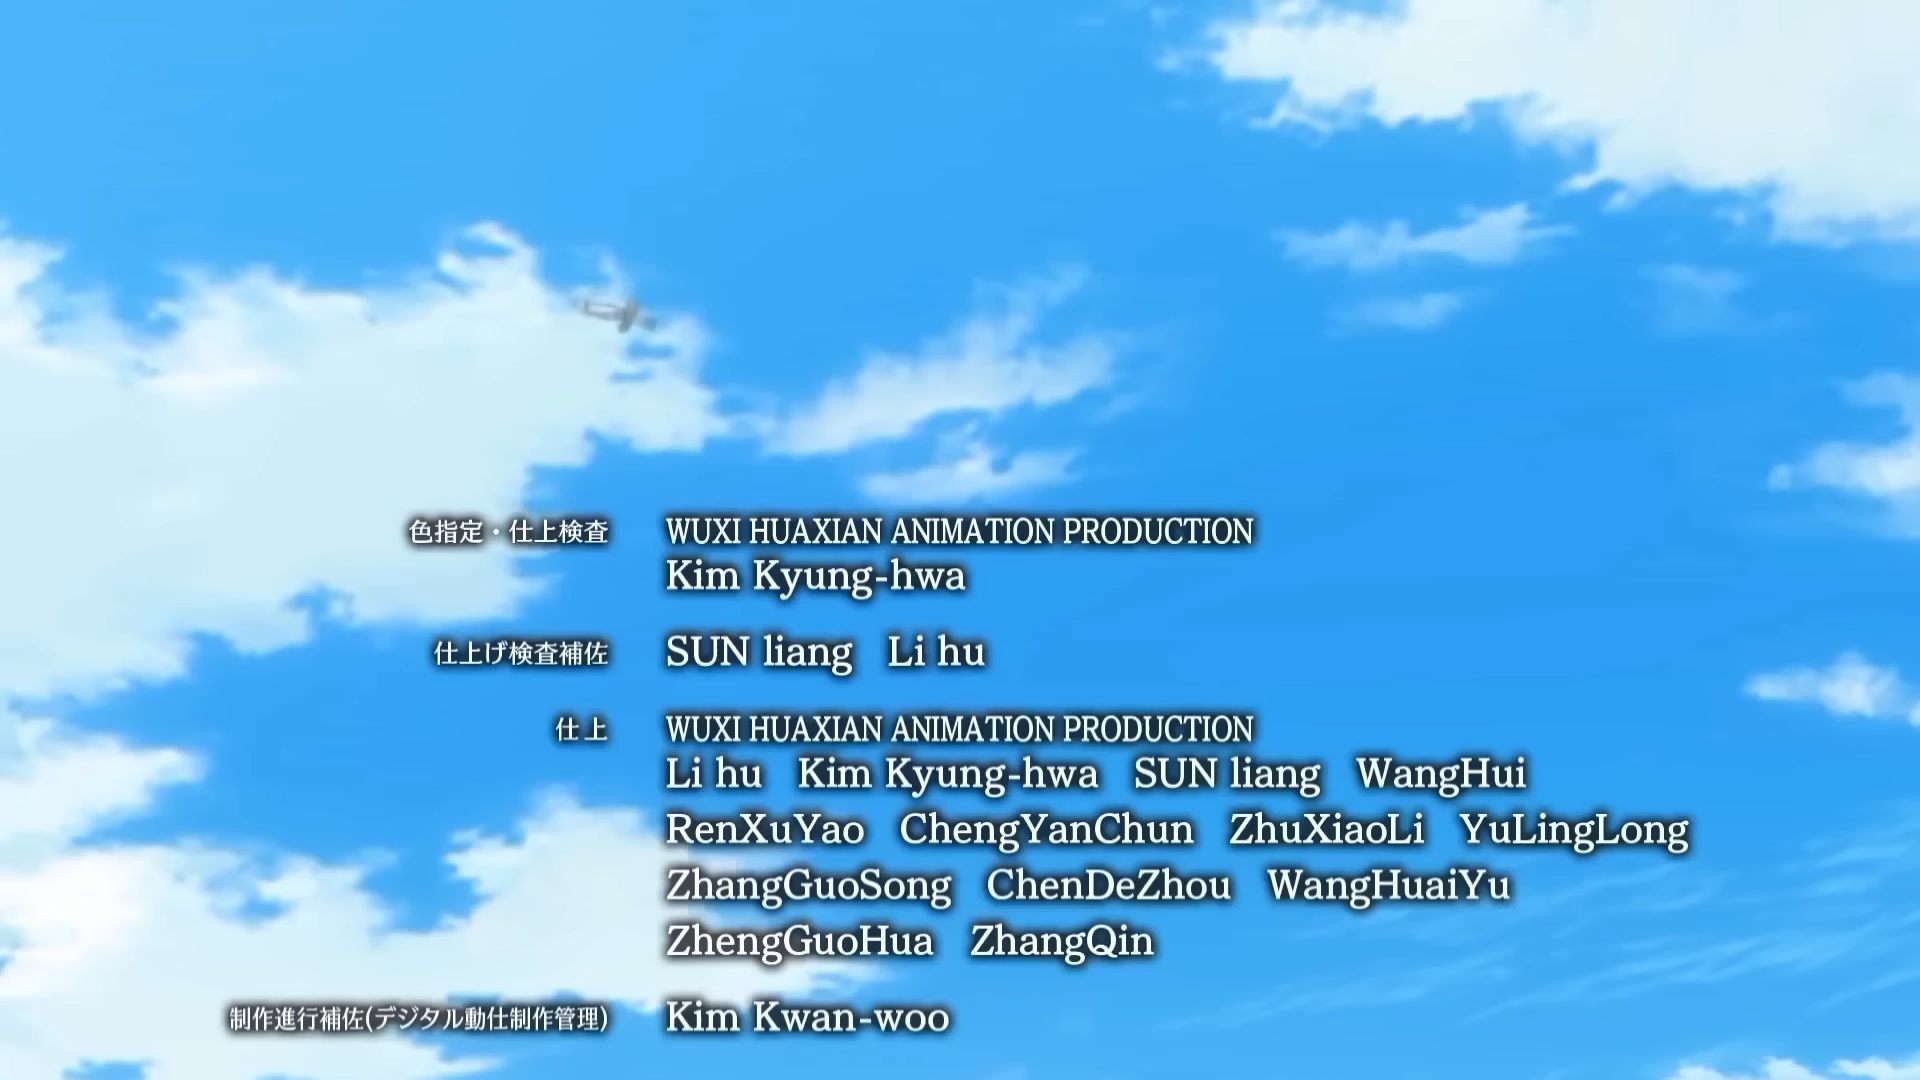 色指定・仕上検査 WUXI HUAXIAN ANIMATION PRODUCTION
Kim Kyung-hwa
仕上げ検査補佐 SUN liang Li hu
仕上 WUXI HUAXIAN ANIMATION PRODUCTION
Li hu Kim Kyung-hwa SUN liang WangHui
RenXuYao ChengYanChun ZhuXiaoLi YuLingLong
ZhangGuoSong ChenDeZhou WangHuaiYu
ZhengGuoHua ZhangQin
制作進行補佐(デジタル動仕制作管理) Kim Kwan-woo